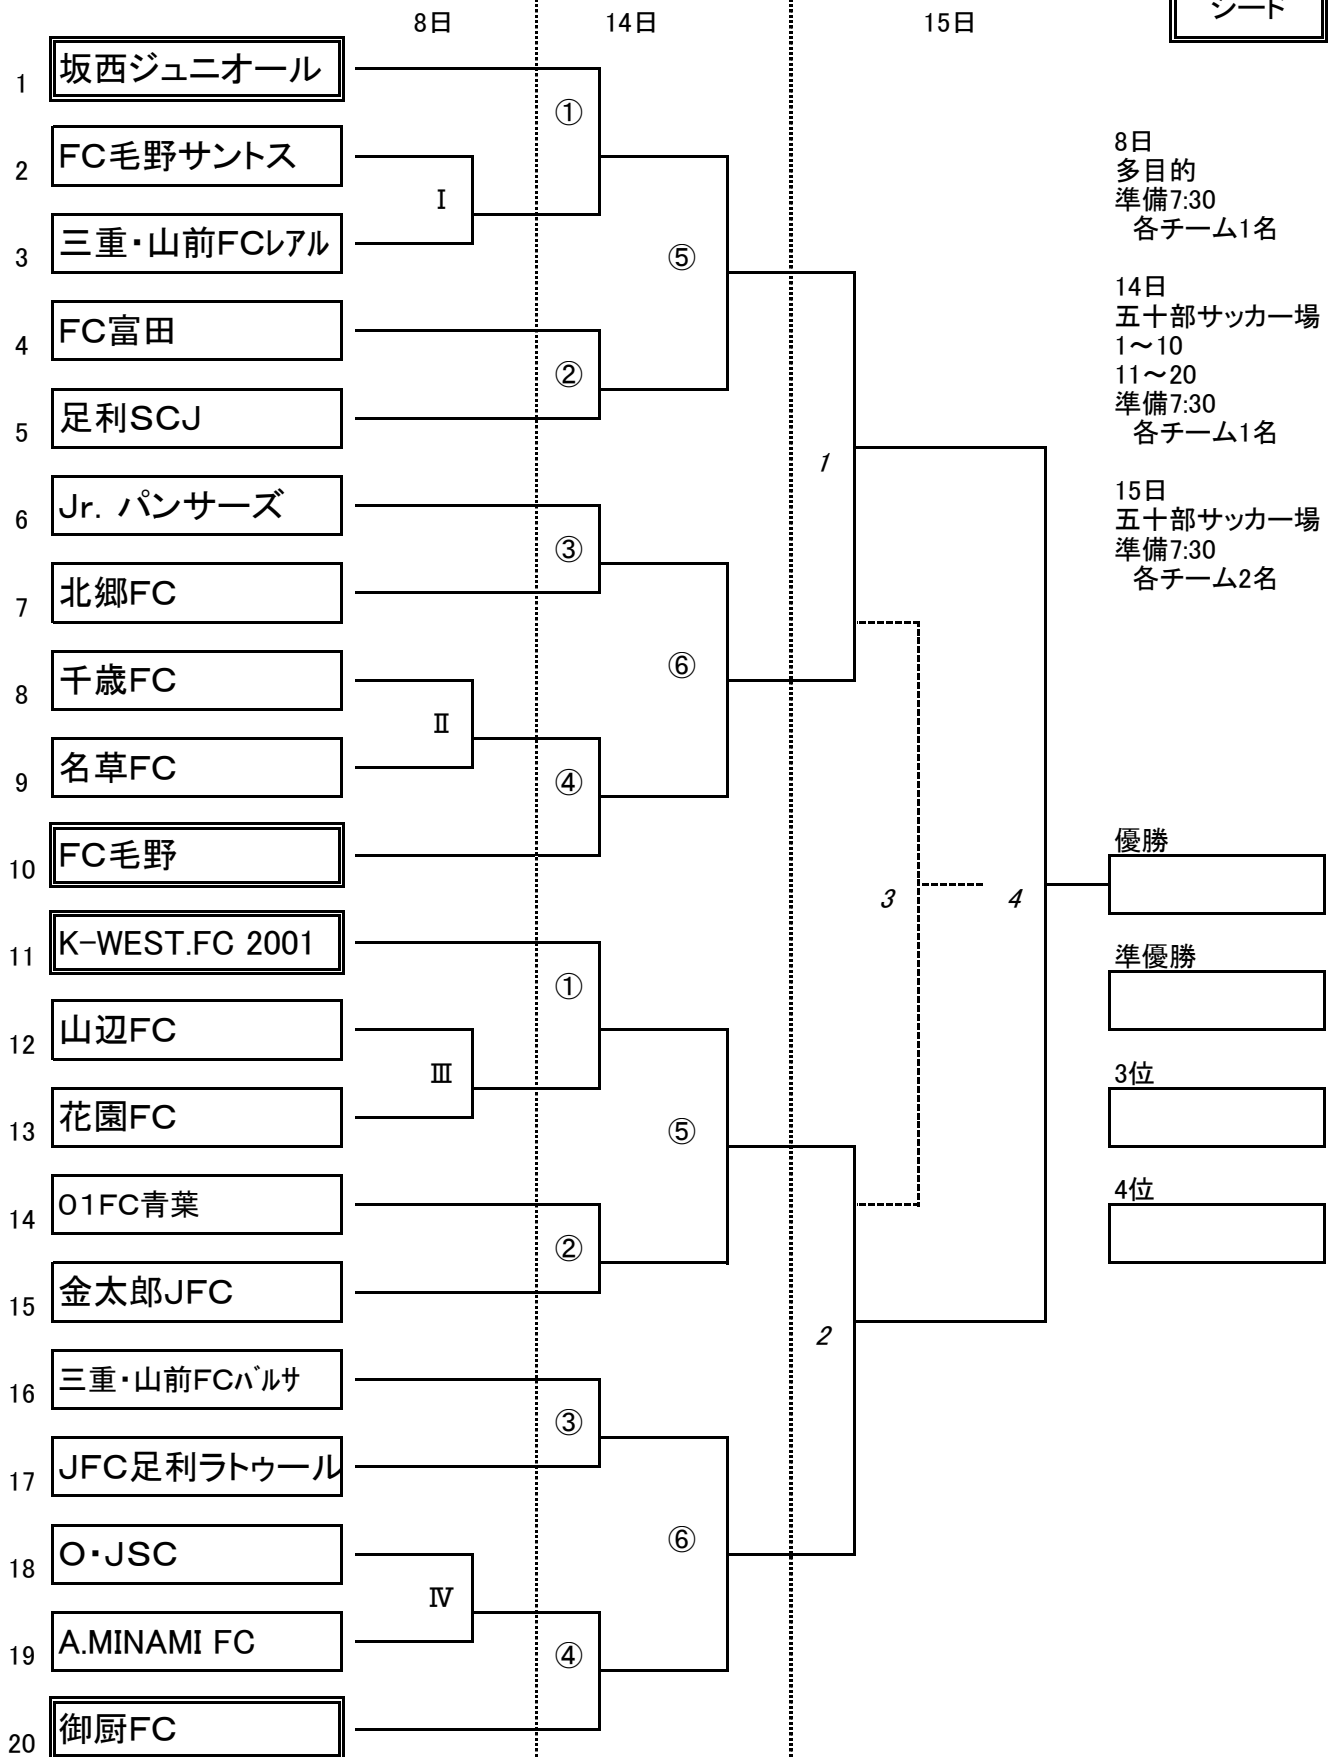 シード
8日
14日
15日
1
坂西ジュニオール
①
2
FC毛野サントス
Ⅰ
3
三重・山前FCレアル
⑤
4
FC富田
②
5
足利SCJ
1
6
Jr. パンサーズ
③
7
北郷FC
⑥
8
千歳FC
Ⅱ
9
名草FC
④
10
FC毛野
3
4
11
K-WEST.FC 2001
①
12
山辺FC
Ⅲ
13
花園FC
⑤
14
01FC青葉
②
15
金太郎JFC
2
16
三重・山前FCバルサ
③
17
JFC足利ラトゥール
⑥
18
O・JSC
Ⅳ
19
A.MINAMI FC
④
20
御厨FC
8日
多目的
準備7:30
各チーム1名
14日
五十部サッカー場
1～10
11～20
準備7:30
各チーム1名
15日
五十部サッカー場
準備7:30
各チーム2名
優勝
準優勝
3位
4位